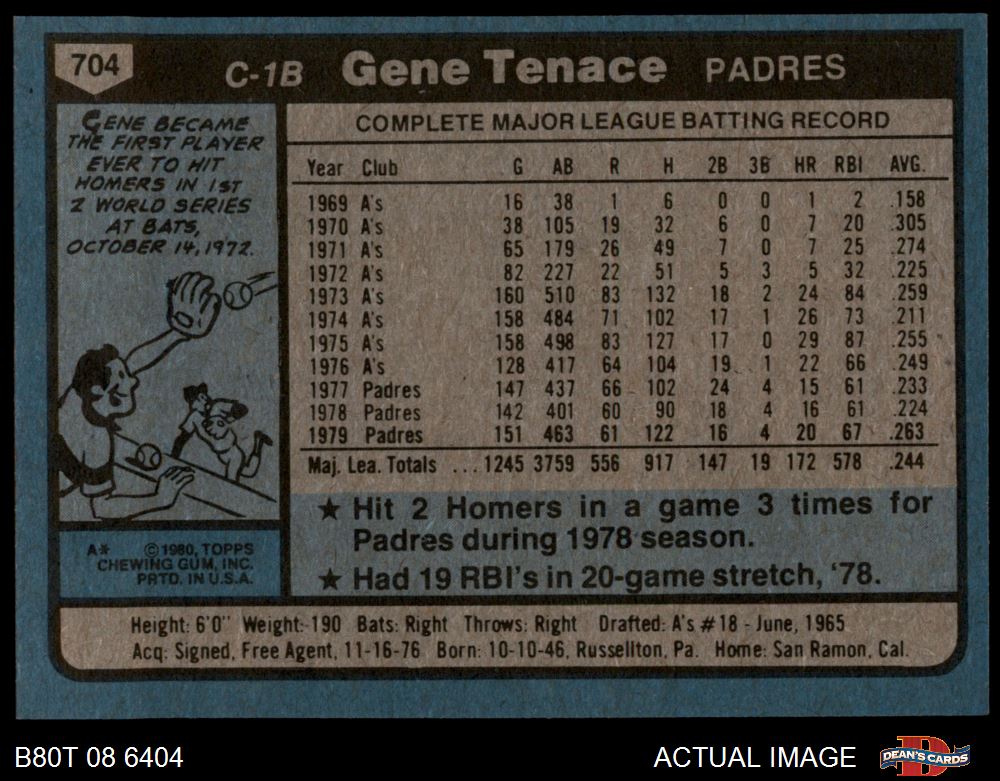 704 C-1B Gene Tenace PADRES
GENE BECAME
THE FIRST PLAYER
EVER TO HIT
HOMERS IN 1ST
2 WORLD SERIES
AT BATS,
OCTOBER 14, 1972.
A* © 1980, TOPPS
CHEWING GUM, INC.
PRTD. IN U.S.A.
COMPLETE MAJOR LEAGUE BATTING RECORD
Year Club G AB R H 2B 3B HR RBI AVG.
1969 A's 16 38 1 6 0 0 1 2 .158
1970 A's 38 105 19 32 6 0 7 20 .305
1971 A's 65 179 26 49 7 0 7 25 .274
1972 A's 82 227 22 51 5 3 5 32 .225
1973 A's 160 510 83 132 18 2 24 84 .259
1974 A's 158 484 71 102 17 1 26 73 .211
1975 A's 158 498 83 127 17 0 29 87 .255
1976 A's 128 417 64 104 19 1 22 66 .249
1977 Padres 147 437 66 102 24 4 15 61 .233
1978 Padres 142 401 60 90 18 4 16 61 .224
1979 Padres 151 463 61 122 16 4 20 67 .263
Maj. Lea. Totals ... 1245 3759 556 917 147 19 172 578 .244
★ Hit 2 Homers in a game 3 times for
Padres during 1978 season.
★ Had 19 RBI's in 20-game stretch, '78.
Height: 6'0" Weight: 190 Bats: Right Throws: Right Drafted: A's #18 - June, 1965
Acq: Signed, Free Agent, 11-16-76. Born: 10-10-46, Russellton, Pa. Home: San Ramon, Cal.
B80T 08 6404 ACTUAL IMAGE DEAN'S CARDS